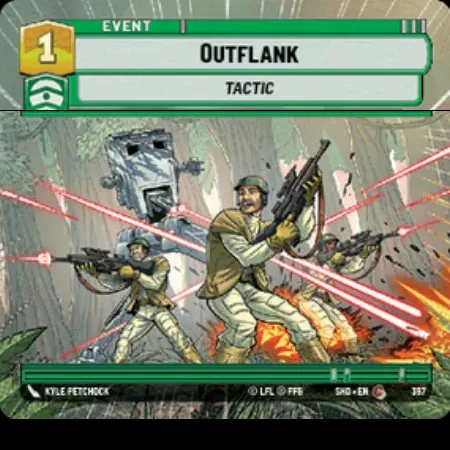 EVENT
1
OUTFLANK
TACTIC
KYLE PETCHOCK
© LFL © FFG
SHD • EN
397